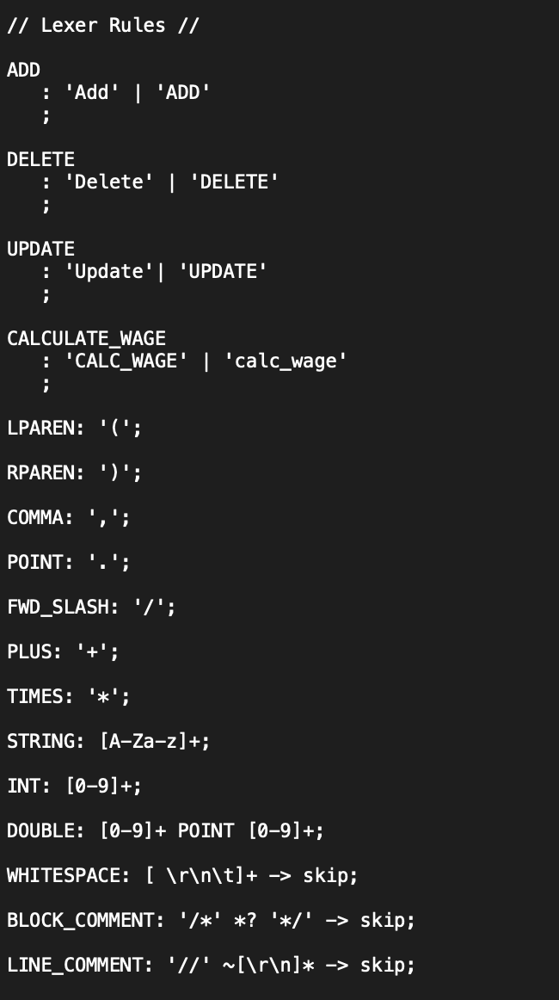 // Lexer Rules //
ADD
: 'Add' | 'ADD'
;
DELETE
: 'Delete' | 'DELETE'
;
UPDATE
: 'Update'| 'UPDATE'
;
CALCULATE_WAGE
: 'CALC_WAGE' | 'calc_wage'
;
LPAREN: '(';
RPAREN: ')';
COMMA: ',';
POINT: '.';
FWD_SLASH: '/';
PLUS: '+';
TIMES: '*';
STRING: [A-Za-z]+;
INT: [0-9]+;
DOUBLE: [0-9]+ POINT [0-9]+;
WHITESPACE: [ \r\n\t]+ -> skip;
BLOCK_COMMENT: '/*' *? '*/' -> skip;
LINE_COMMENT: '//' ~[\r\n]* -> skip;